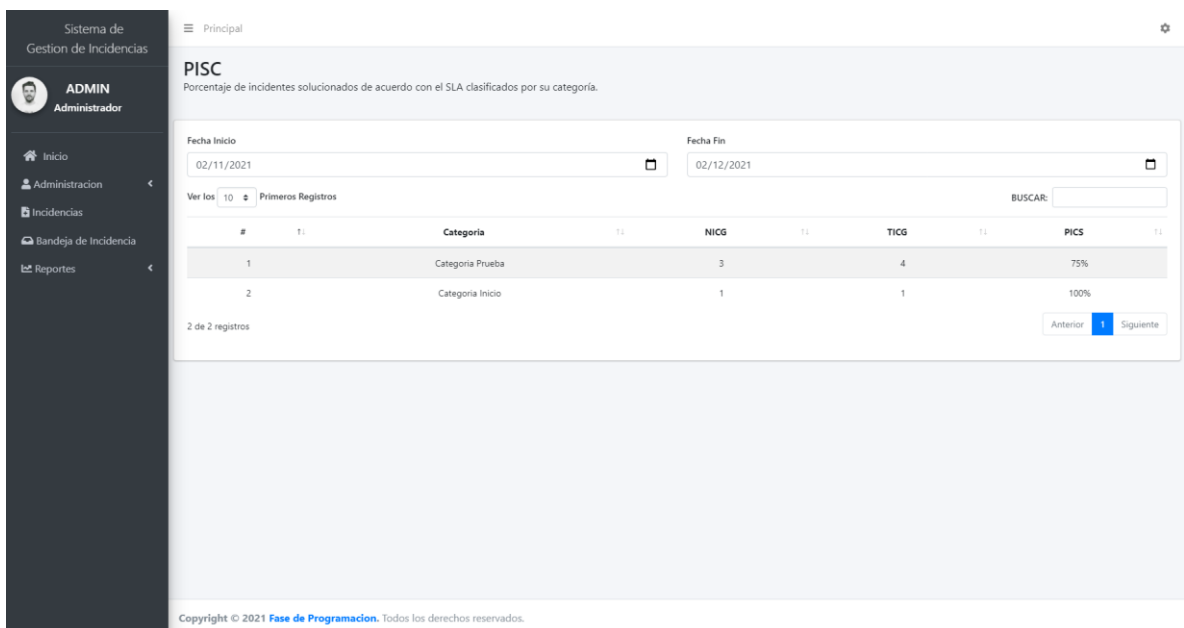 Sistema de
Gestion de Incidencias
ADMIN
Administrador
Inicio
Administracion
Incidencias
Bandeja de Incidencia
Reportes
Principal
PISC
Porcentaje de incidentes solucionados de acuerdo con el SLA clasificados por su categoría.
Fecha Inicio Fecha Fin
02/11/2021 02/12/2021
Ver los 10 Primeros Registros BUSCAR:
# Categoria NICG TICG PICS
1 Categoria Prueba 3 4 75%
2 Categoria Inicio 1 1 100%
2 de 2 registros Anterior 1 Siguiente
Copyright © 2021 Fase de Programacion. Todos los derechos reservados.